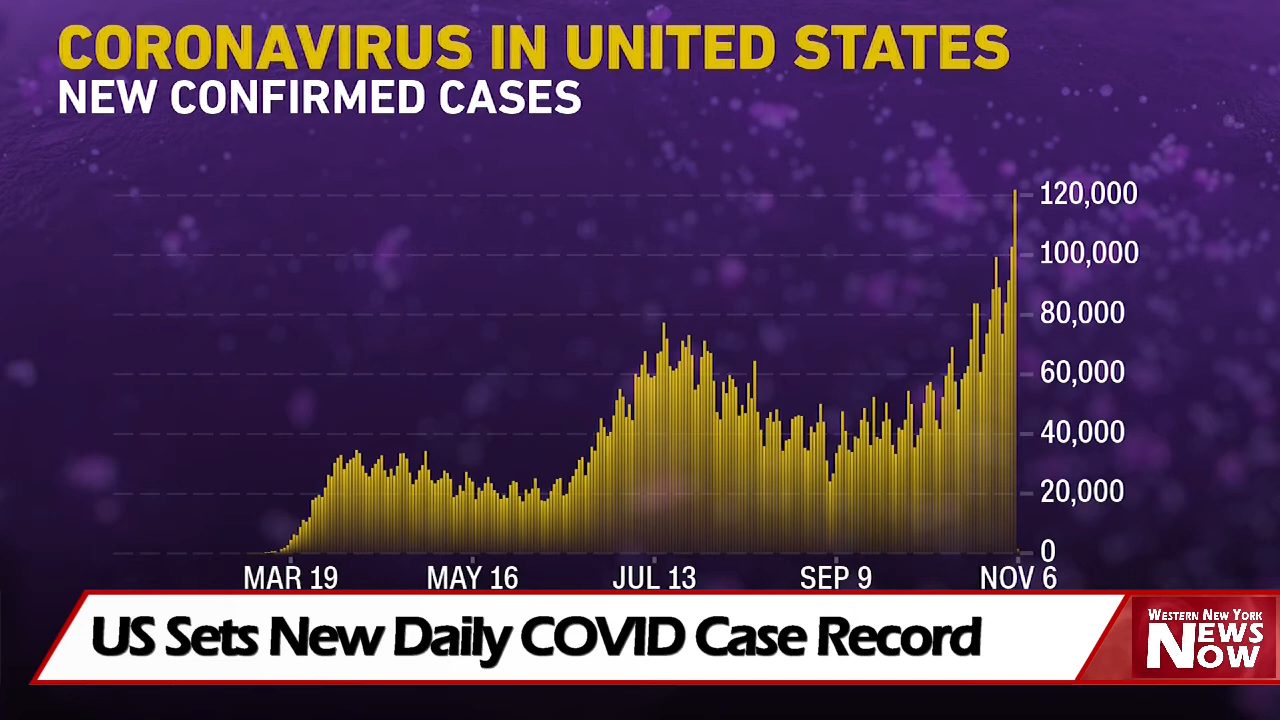 CORONAVIRUS IN UNITED STATES
NEW CONFIRMED CASES
120,000
100,000
80,000
60,000
40,000
20,000
0
MAR 19 MAY 16 JUL 13 SEP 9 NOV 6
US Sets New Daily COVID Case Record
WESTERN NEW YORK
NEWS
NOW